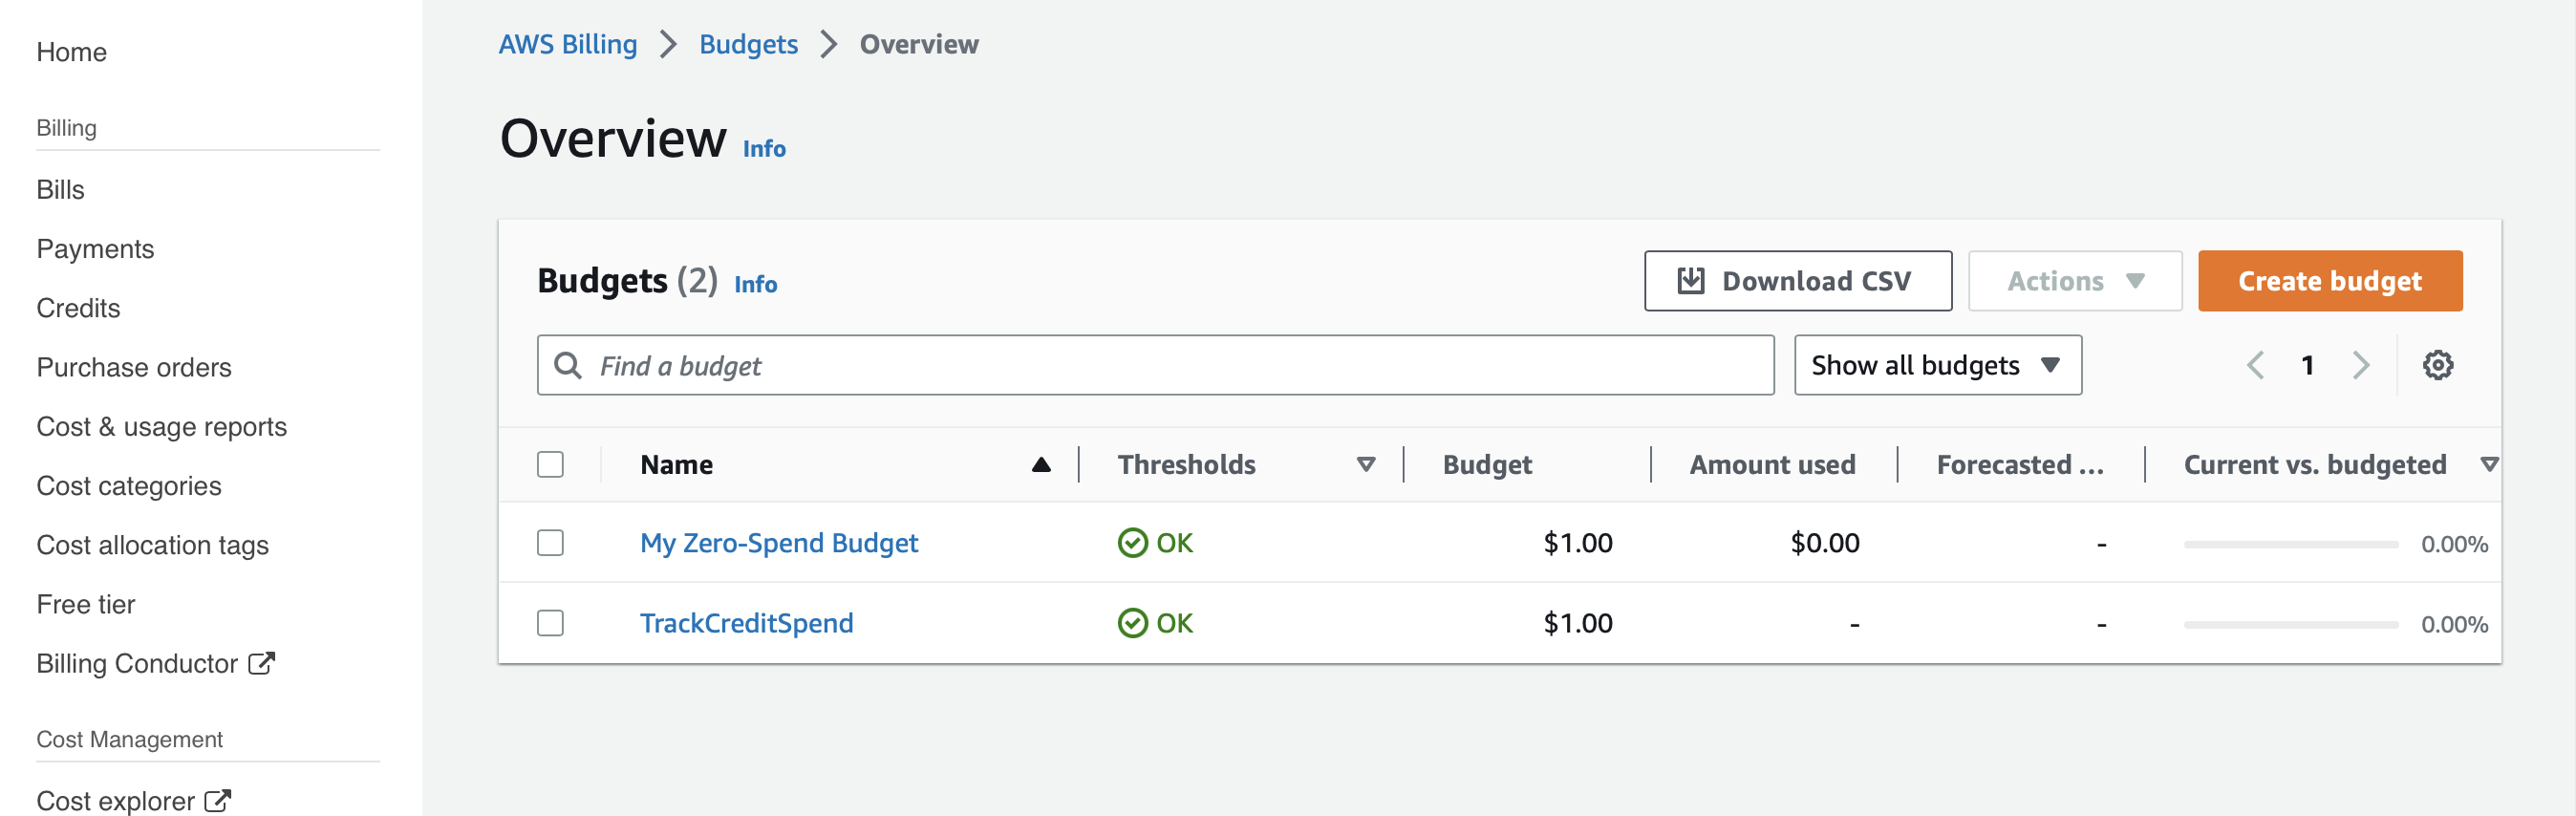 Home
Billing
Bills
Payments
Credits
Purchase orders
Cost & usage reports
Cost categories
Cost allocation tags
Free tier
Billing Conductor
Cost Management
Cost explorer
AWS Billing > Budgets > Overview
Overview Info
Budgets (2) Info
Download CSV
Actions
Create budget
Find a budget
Show all budgets
1
Name Thresholds Budget Amount used Forecasted ... Current vs. budgeted
My Zero-Spend Budget OK $1.00 $0.00 - 0.00%
TrackCreditSpend OK $1.00 - - 0.00%